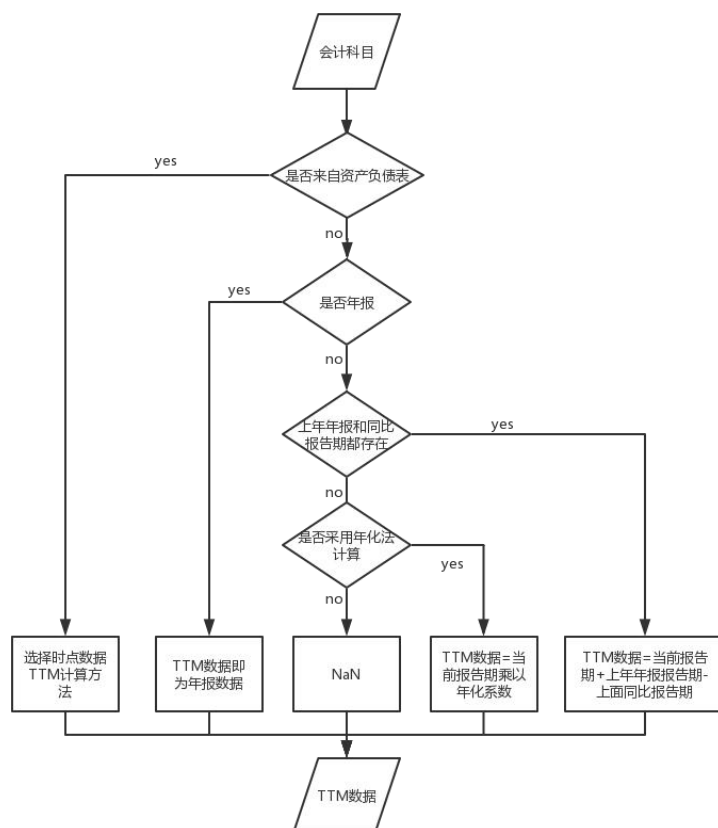 会计科目
yes
是否来自资产负债表
no
yes
是否年报
no
上年年报和同比
报告期都存在
yes
no
是否采用年化法
计算
yes
no
选择时点数据
TTM计算方
法
TTM数据即
为年报数据
NaN
TTM数据=当
前报告期乘以
年化系数
TTM数据=当前报告
期+上年年报报告期-
上面同比报告期
TTM数据